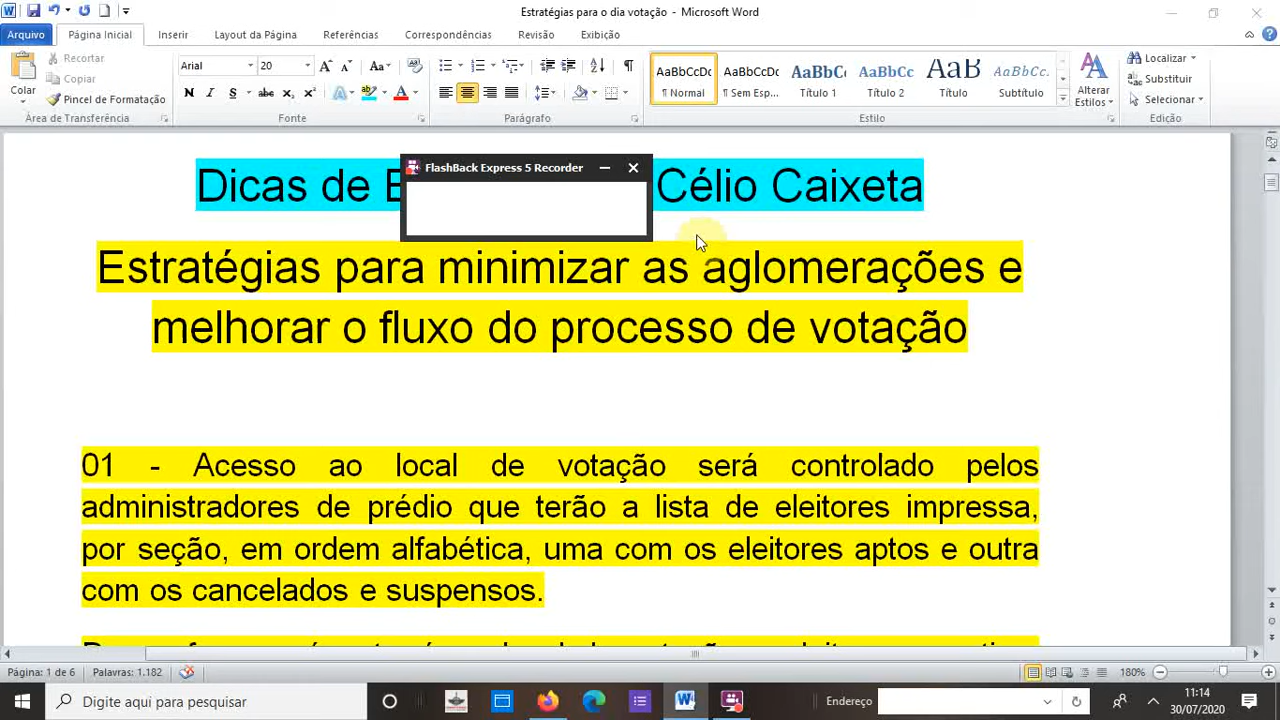 Estratégias para o dia votação - Microsoft Word
Arquivo Página Inicial Inserir Layout da Página Referências Correspondências Revisão Exibição
Colar
Recortar
Copiar
Pincel de Formatação
Área de Transferência
Arial 20
N I S abe x₂ x²
Fonte
Parágrafo
AaBbCcDc AaBbCcDc AaBbC AaBbCc AaB AaBbCc.
¶ Normal ¶ Sem Esp... Título 1 Título 2 Título Subtítulo
Alterar Estilos
Estilo
Localizar
Substituir
Selecionar
Edição
FlashBack Express 5 Recorder
Dicas de Célio Caixeta
Estratégias para minimizar as aglomerações e
melhorar o fluxo do processo de votação
01 - Acesso ao local de votação será controlado pelos
administradores de prédio que terão a lista de eleitores impressa,
por seção, em ordem alfabética, uma com os eleitores aptos e outra
com os cancelados e suspensos.
Página: 1 de 6 Palavras: 1.182 180%
Digite aqui para pesquisar
Endereço
11:14
30/07/2020